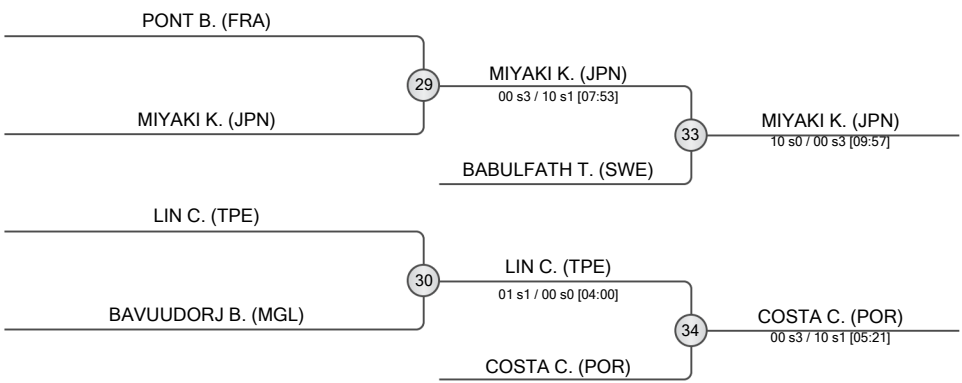 PONT B. (FRA)
29
MIYAKI K. (JPN)
00 s3 / 10 s1 [07:53]
MIYAKI K. (JPN)
33
MIYAKI K. (JPN)
10 s0 / 00 s3 [09:57]
BABULFATH T. (SWE)
LIN C. (TPE)
30
LIN C. (TPE)
01 s1 / 00 s0 [04:00]
BAVUUDORJ B. (MGL)
34
COSTA C. (POR)
00 s3 / 10 s1 [05:21]
COSTA C. (POR)